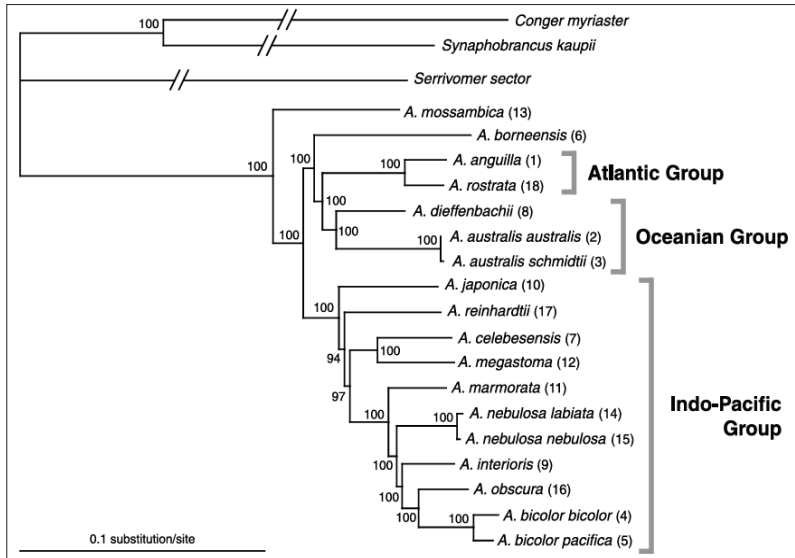 100
Conger myriaster
Synaphobrancus kaupii
Serrivomer sector
A. mossambica (13)
100
A. borneensis (6)
100
A. anguilla (1)
100
A. rostrata (18)
Atlantic Group
100
A. dieffenbachii (8)
100
A. australis australis (2)
100
A. australis schmidtii (3)
Oceanian Group
100
A. japonica (10)
100
A. reinhardtii (17)
94
A. celebesensis (7)
100
A. megastoma (12)
97
A. marmorata (11)
100
A. nebulosa labiata (14)
100
A. nebulosa nebulosa (15)
100
A. interioris (9)
100
A. obscura (16)
100
A. bicolor bicolor (4)
100
A. bicolor pacifica (5)
Indo-Pacific
Group
0.1 substitution/site